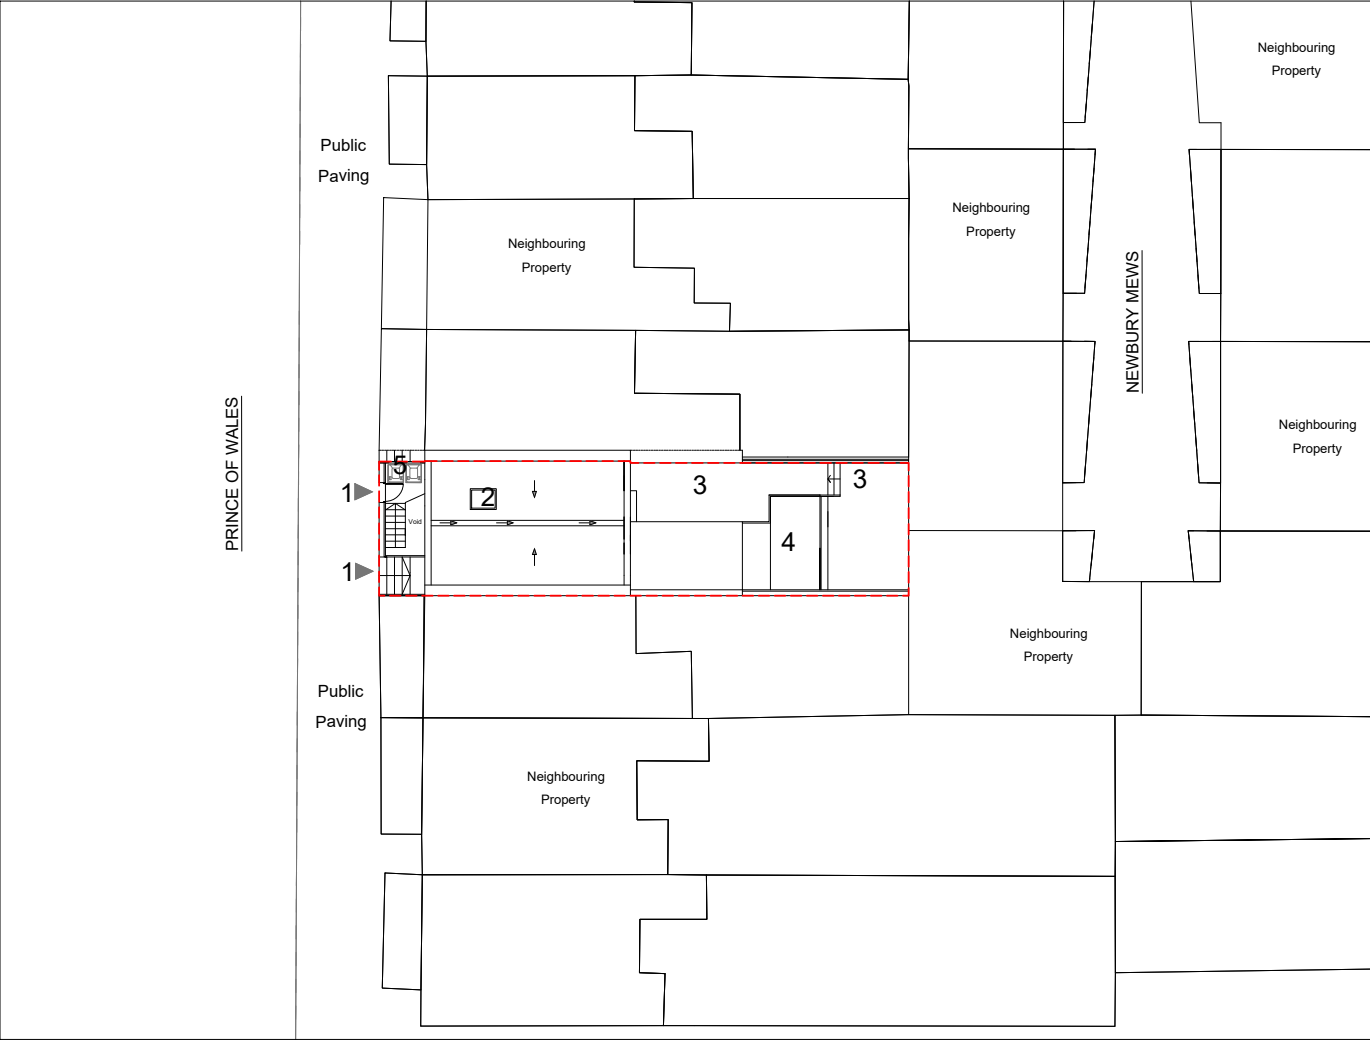 Neighbouring
Property
Public
Paving
Neighbouring
Property
Neighbouring
Property
NEWBURY MEWS
PRINCE OF WALES
Neighbouring
Property
5
1
2
3
3
Void
4
1
Neighbouring
Property
Public
Paving
Neighbouring
Property